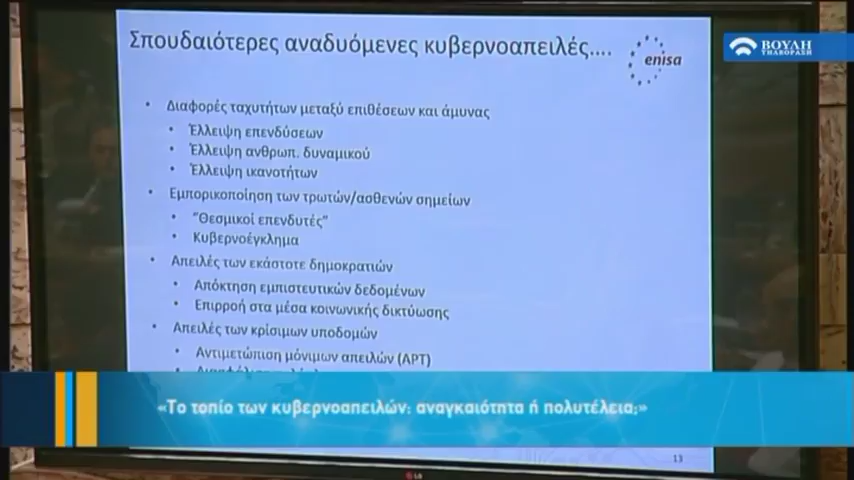 Σπουδαιότερες αναδυόμενες κυβερνοαπειλές....
enisa
ΒΟΥΛΗ
ΤΗΛΕΟΡΑΣΗ
• Διαφορές ταχυτήτων μεταξύ επιθέσεων και άμυνας
• Έλλειψη επενδύσεων
• Έλλειψη ανθρωπ. δυναμικού
• Έλλειψη ικανοτήτων
• Εμπορικοποίηση των τρωτών/ασθενών σημείων
• "Θεσμικοί επενδυτές"
• Κυβερνοέγκλημα
• Απειλές των εκάστοτε δημοκρατιών
• Απόκτηση εμπιστευτικών δεδομένων
• Επιρροή στα μέσα κοινωνικής δικτύωσης
• Απειλές των κρίσιμων υποδομών
• Αντιμετώπιση μόνιμων απειλών (APT)
«Το τοπίο των κυβερνοαπειλών: αναγκαιότητα ή πολυτέλεια;»
13
LG